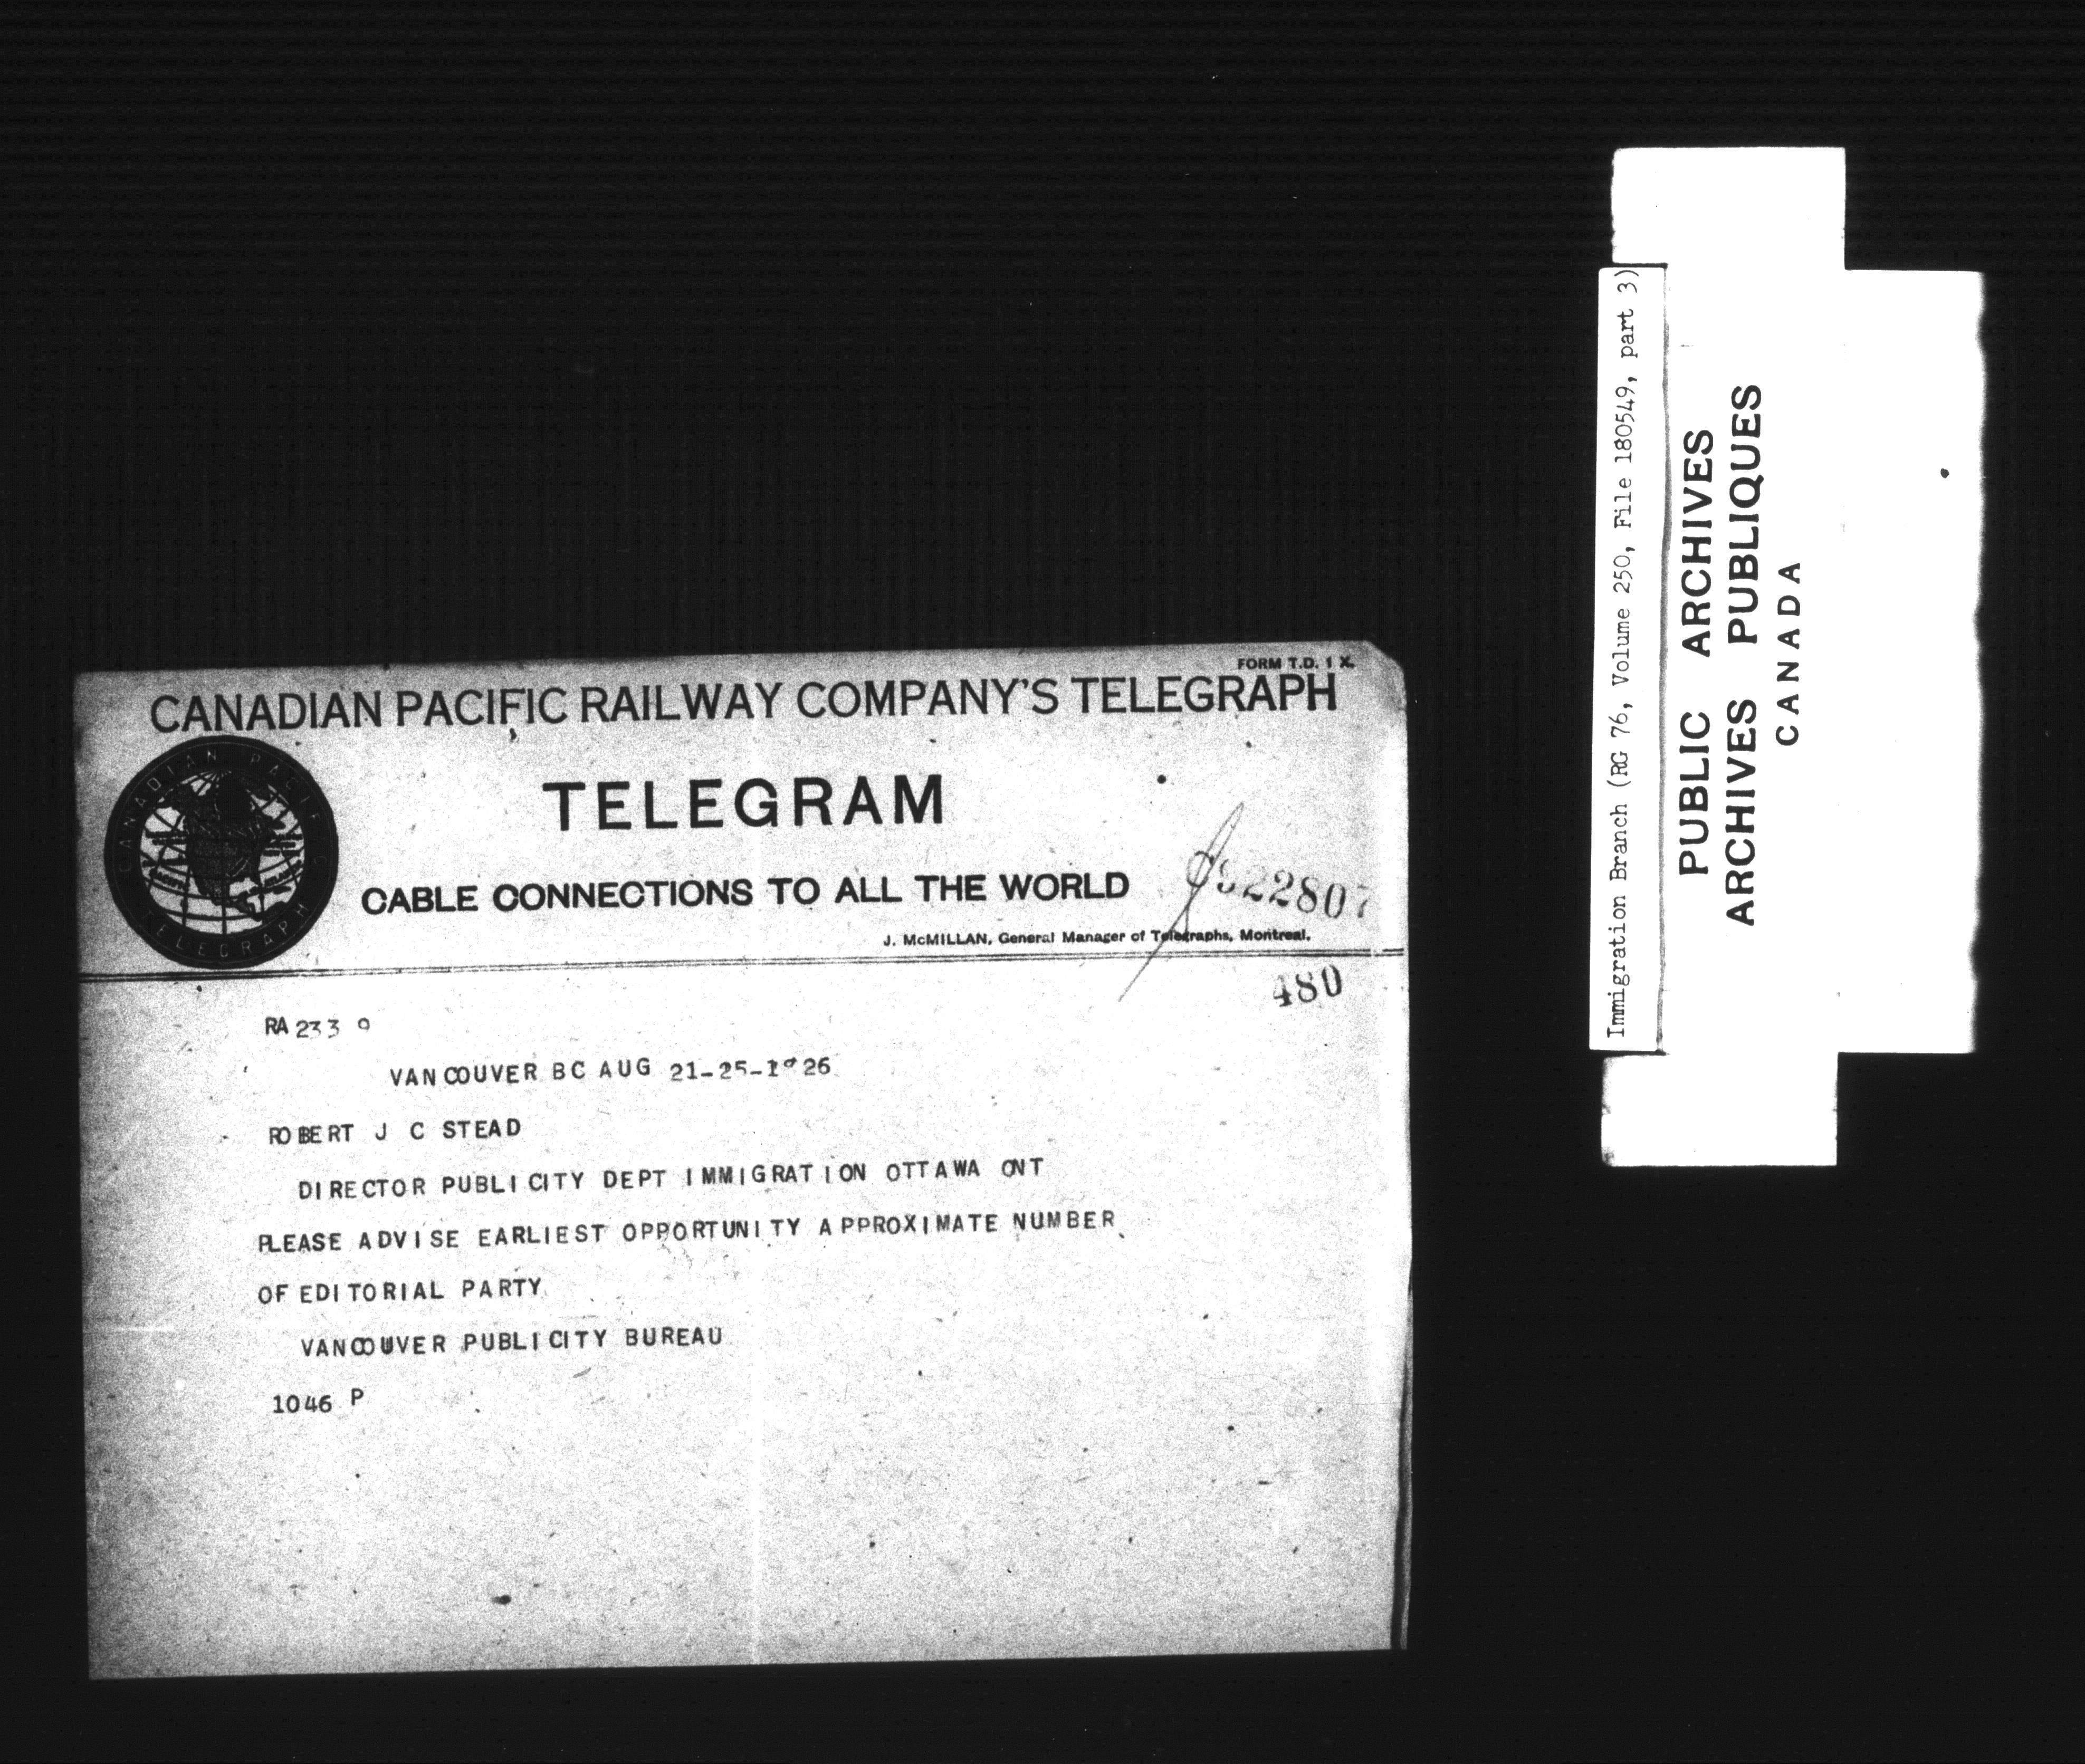 FORM T.D. 1 X.
CANADIAN PACIFIC RAILWAY COMPANY'S TELEGRAPH
CANADIAN PACIFIC
TELEGRAPH
TELEGRAM
CABLE CONNECTIONS TO ALL THE WORLD
J. McMILLAN, General Manager of Telegraphs, Montreal.
480
RA 233 9
VANCOUVER BC AUG 21-25-1926
ROBERT J C STEAD
DIRECTOR PUBLICITY DEPT IMMIGRATION OTTAWA ONT
PLEASE ADVISE EARLIEST OPPORTUNITY APPROXIMATE NUMBER
OF EDITORIAL PARTY
VANCOUVER PUBLICITY BUREAU
1046 P
Immigration Branch (RG 76, Volume 250, File 180549, part 3)
PUBLIC ARCHIVES
ARCHIVES PUBLIQUES
CANADA